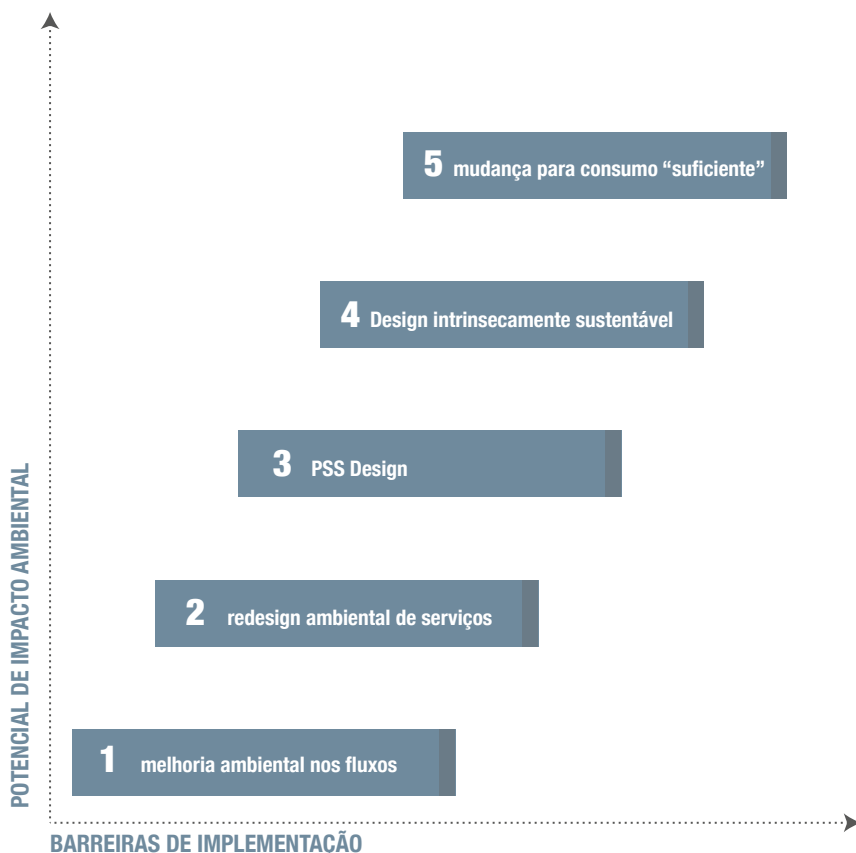 5 mudança para consumo “suficiente”
4 Design intrinsecamente sustentável
3 PSS Design
2 redesign ambiental de serviços
1 melhoria ambiental nos fluxos
POTENCIAL DE IMPACTO AMBIENTAL
BARREIRAS DE IMPLEMENTAÇÃO